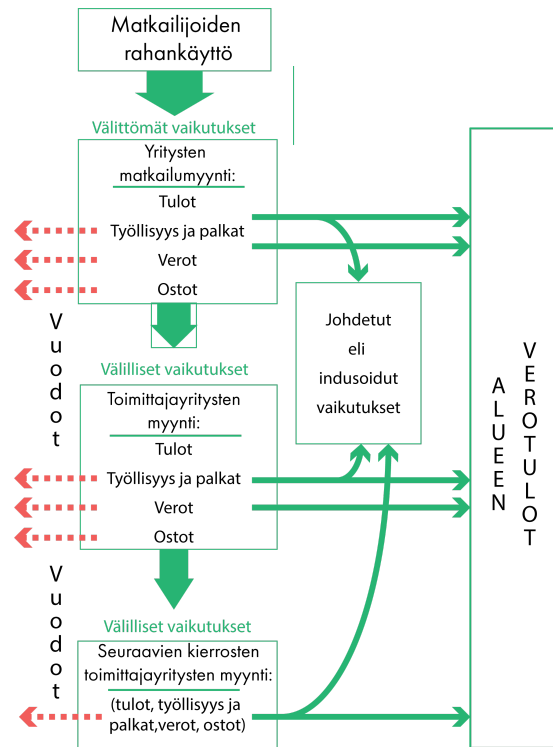 Matkailijoiden
rahankäyttö
Välittömät vaikutukset
Yritysten
matkailumyynti:
Tulot
Työllisyys ja palkat
Verot
Ostot
Vuodot
Johdetut
eli
indusoidut
vaikutukset
ALUEEN
VEROTULOT
Välilliset vaikutukset
Toimittajayritysten
myynti:
Tulot
Työllisyys ja palkat
Verot
Ostot
Vuodot
Välilliset vaikutukset
Seuraavien kierrosten
toimittajayritysten myynti:
(tulot, työllisyys ja
palkat,verot, ostot)